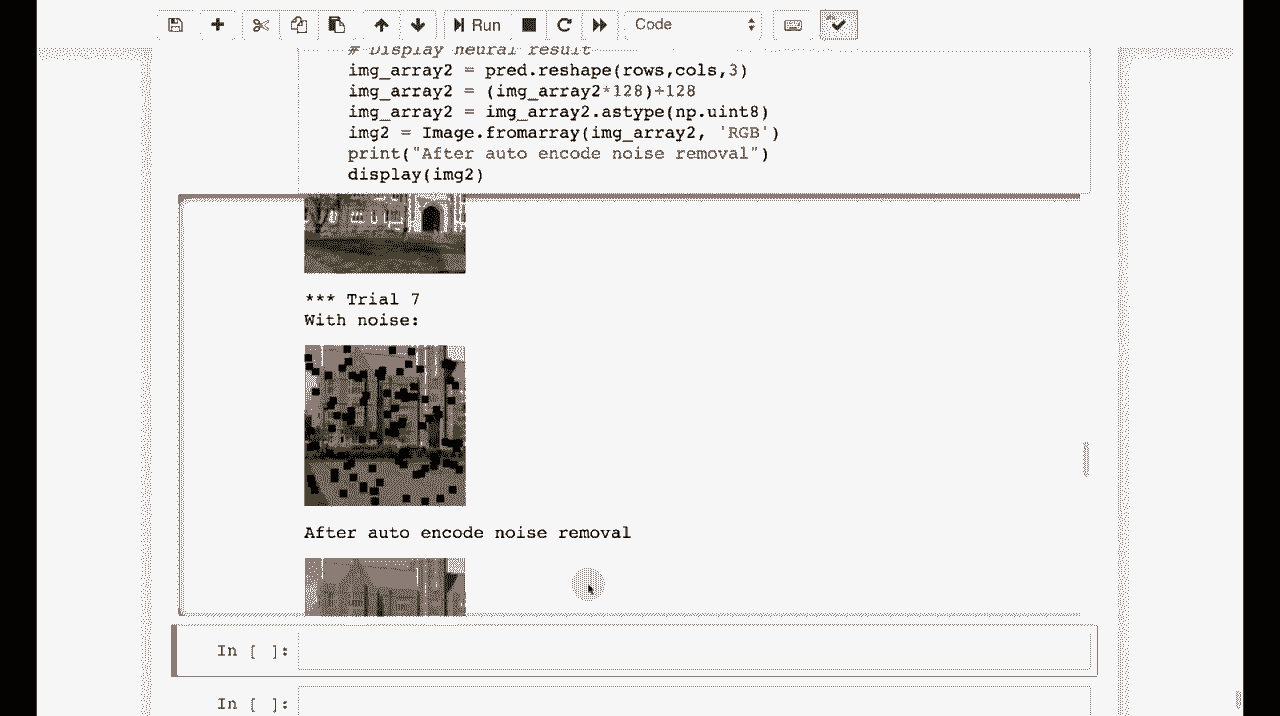 Run
Code
# Display neural result
img_array2 = pred.reshape(rows,cols,3)
img_array2 = (img_array2*128)+128
img_array2 = img_array2.astype(np.uint8)
img2 = Image.fromarray(img_array2, 'RGB')
print("After auto encode noise removal")
display(img2)
*** Trial 7
With noise:
After auto encode noise removal
In [ ]:
In [ ]: